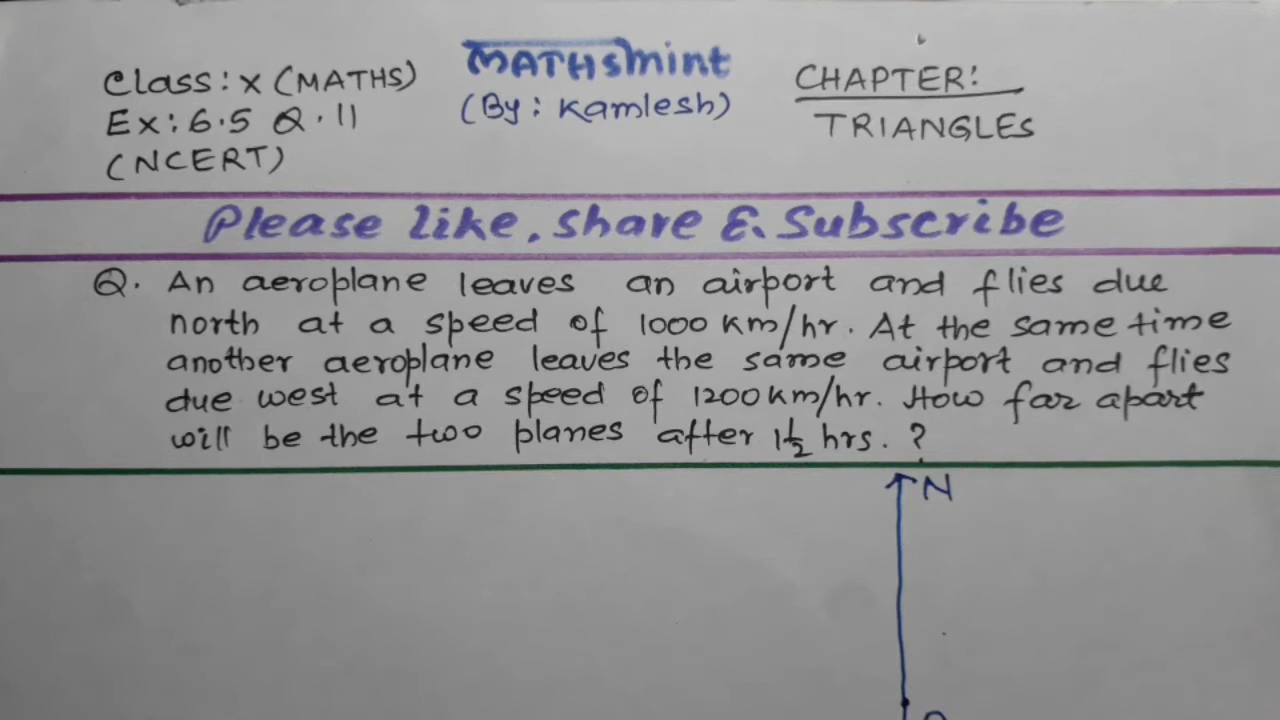 Class: X (MATHS)
Ex: 6.5 Q.11
(NCERT)
MATHSMINT
(By: Kamlesh)
CHAPTER:
TRIANGLES
Please like, share & Subscribe
Q. An aeroplane leaves an airport and flies due
north at a speed of 1000 km/hr. At the same time
another aeroplane leaves the same airport and flies
due west at a speed of 1200 km/hr. How far apart
will be the two planes after 1½ hrs. ?
N